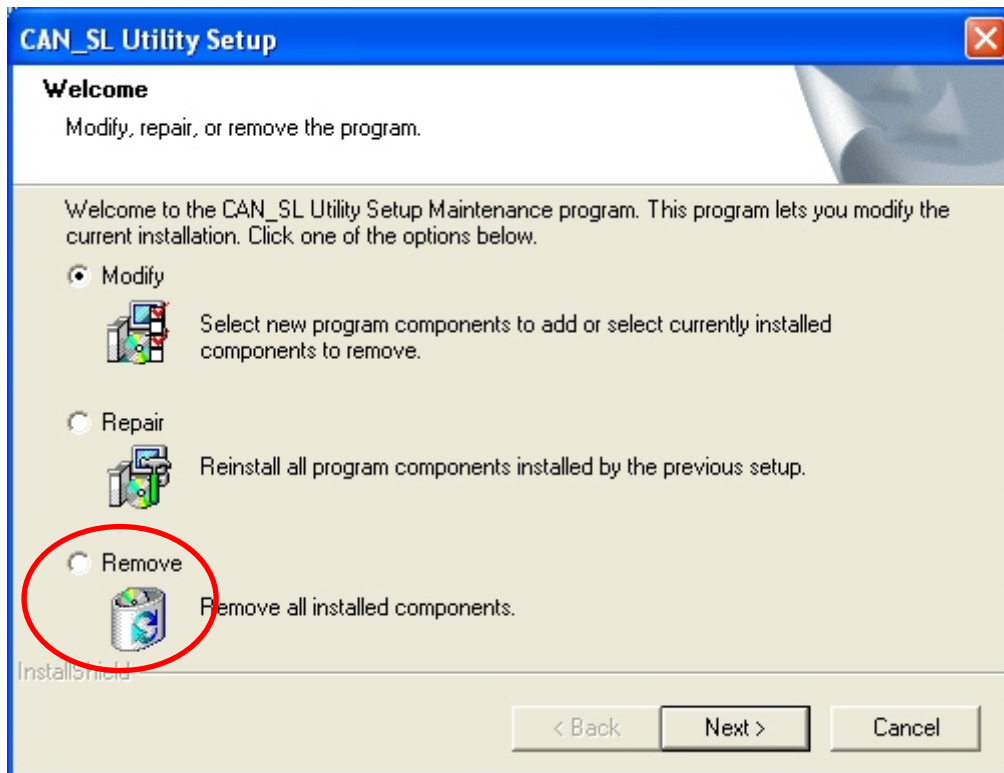 CAN_SL Utility Setup
Welcome
Modify, repair, or remove the program.
Welcome to the CAN_SL Utility Setup Maintenance program. This program lets you modify the
current installation. Click one of the options below.
Modify
Select new program components to add or select currently installed
components to remove.
Repair
Reinstall all program components installed by the previous setup.
Remove
Remove all installed components.
InstallShield
< Back
Next >
Cancel